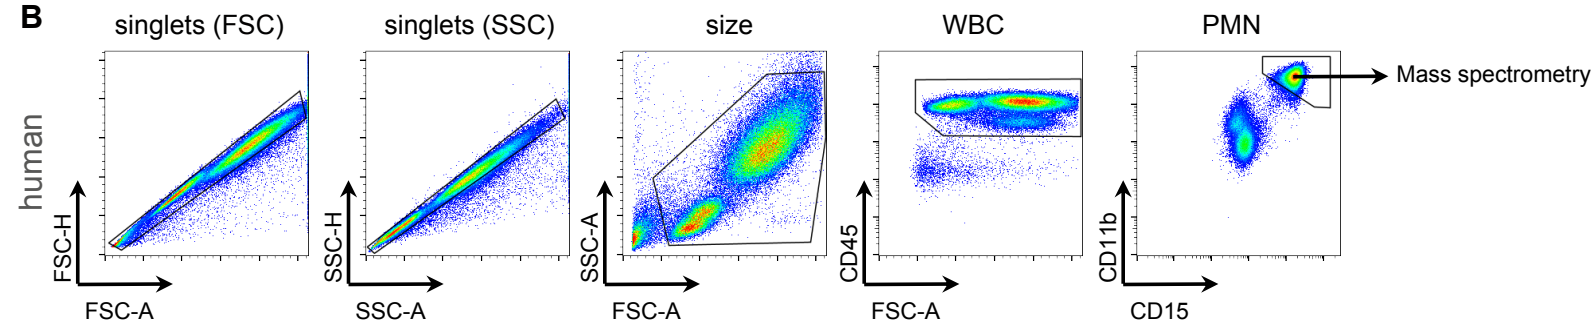 B
singlets (FSC)
singlets (SSC)
size
WBC
PMN
Mass spectrometry
human
FSC-H
FSC-A
SSC-H
SSC-A
SSC-A
FSC-A
CD45
FSC-A
CD11b
CD15